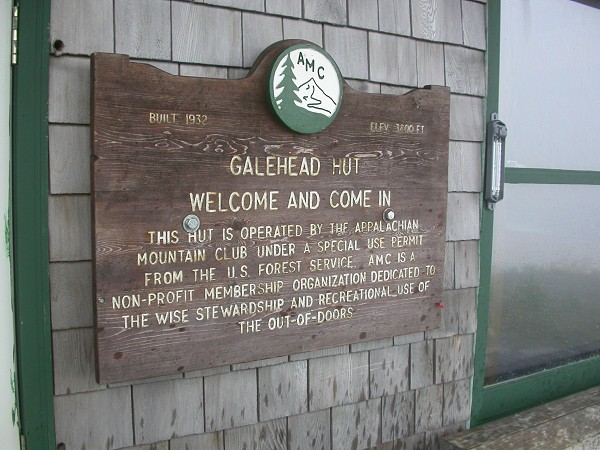 AMC
BUILT 1932
ELEV 3800 FT
GALEHEAD HUT
WELCOME AND COME IN
THIS HUT IS OPERATED BY THE APPALACHIAN
MOUNTAIN CLUB UNDER A SPECIAL USE PERMIT
FROM THE U.S. FOREST SERVICE. AMC IS A
NON-PROFIT MEMBERSHIP ORGANIZATION DEDICATED TO
THE WISE STEWARDSHIP AND RECREATIONAL USE OF
THE OUT-OF-DOORS